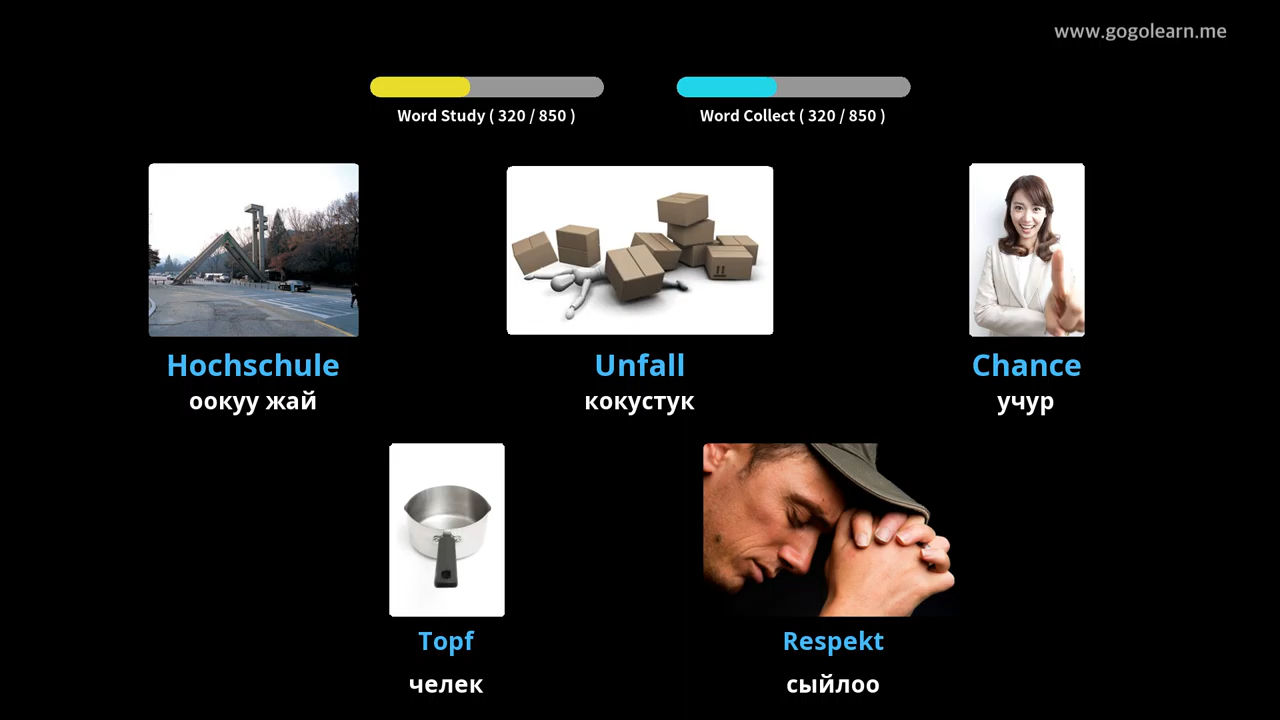 www.gogolearn.me
Word Study ( 320 / 850 )
Word Collect ( 320 / 850 )
Hochschule
Unfall
Chance
оокуу жай
кокустук
учур
Topf
Respekt
челек
сыйлоо